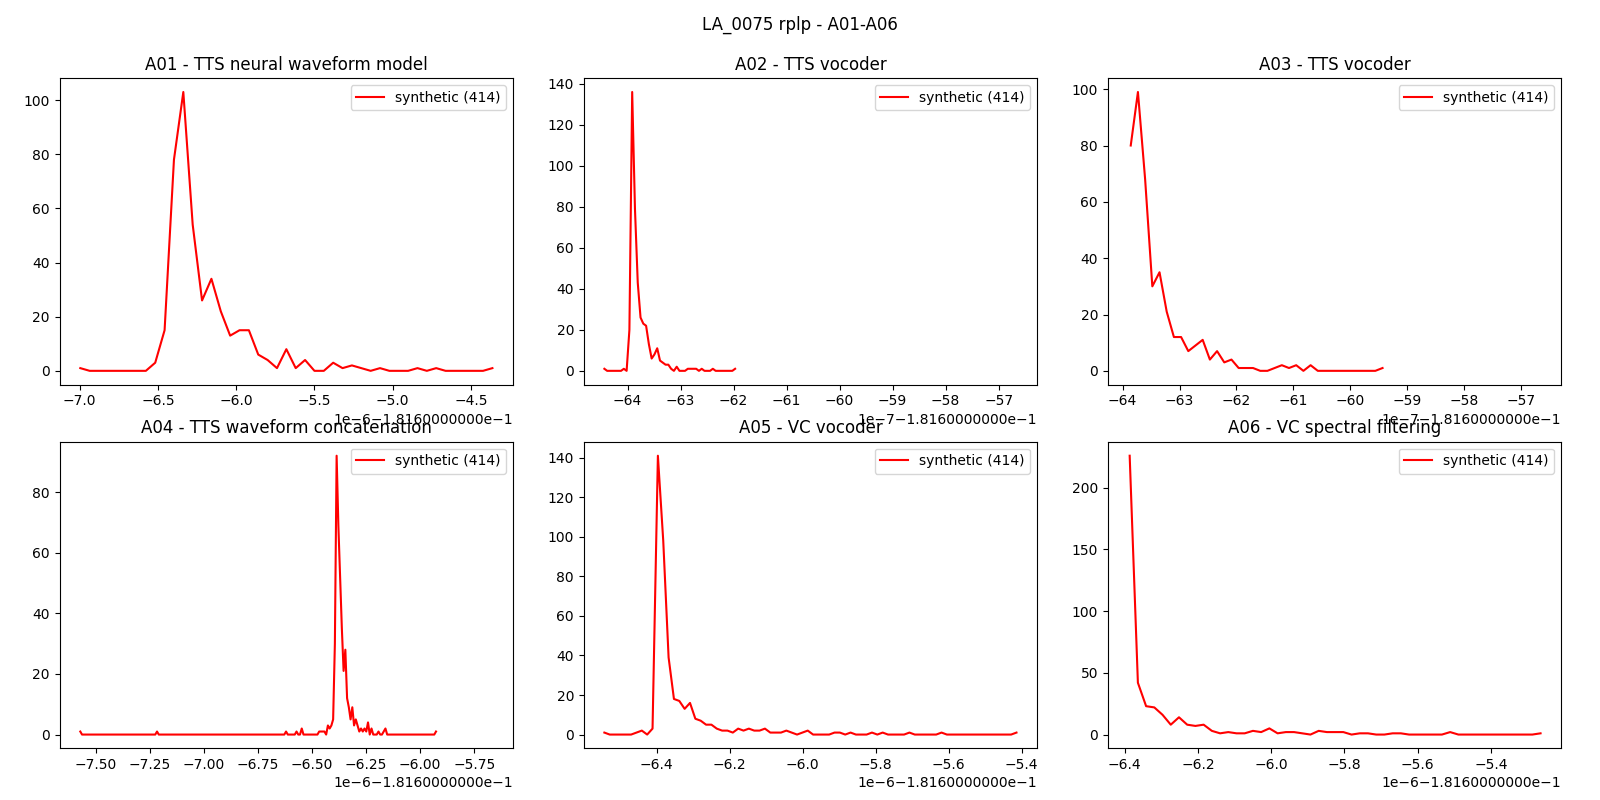 LA_0075 rplp - A01-A06
A01 - TTS neural waveform model
synthetic (414)
100
80
60
40
20
0
−7.0 −6.5 −6.0 −5.5 −5.0 −4.5
1e−6−1.8160000000e−1
A02 - TTS vocoder
synthetic (414)
140
120
100
80
60
40
20
0
−64 −63 −62 −61 −60 −59 −58 −57
1e−7−1.8160000000e−1
A03 - TTS vocoder
synthetic (414)
100
80
60
40
20
0
−64 −63 −62 −61 −60 −59 −58 −57
1e−7−1.8160000000e−1
A04 - TTS waveform concatenation
synthetic (414)
80
60
40
20
0
−7.50 −7.25 −7.00 −6.75 −6.50 −6.25 −6.00 −5.75
1e−6−1.8160000000e−1
A05 - VC vocoder
synthetic (414)
140
120
100
80
60
40
20
0
−6.4 −6.2 −6.0 −5.8 −5.6 −5.4
1e−6−1.8160000000e−1
A06 - VC spectral filtering
synthetic (414)
200
150
100
50
0
−6.4 −6.2 −6.0 −5.8 −5.6 −5.4
1e−6−1.8160000000e−1